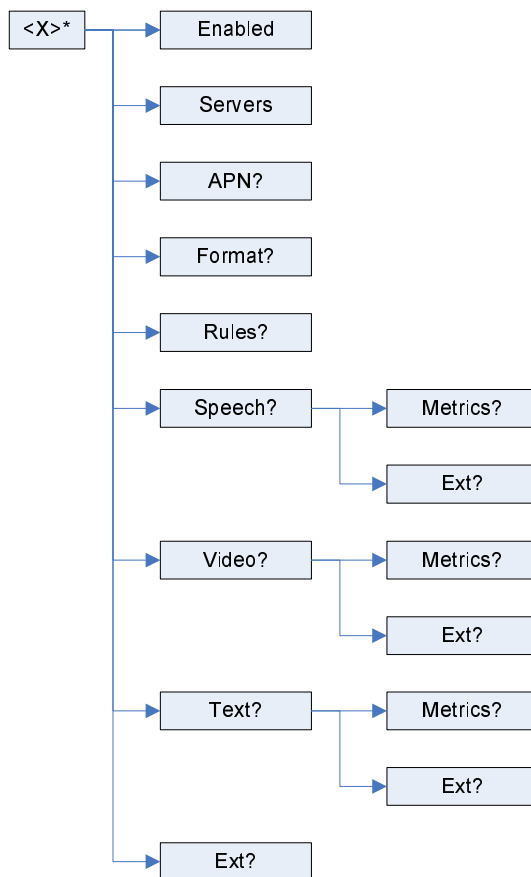 <X>*
Enabled
Servers
APN?
Format?
Rules?
Speech?
Metrics?
Ext?
Video?
Metrics?
Ext?
Text?
Metrics?
Ext?
Ext?